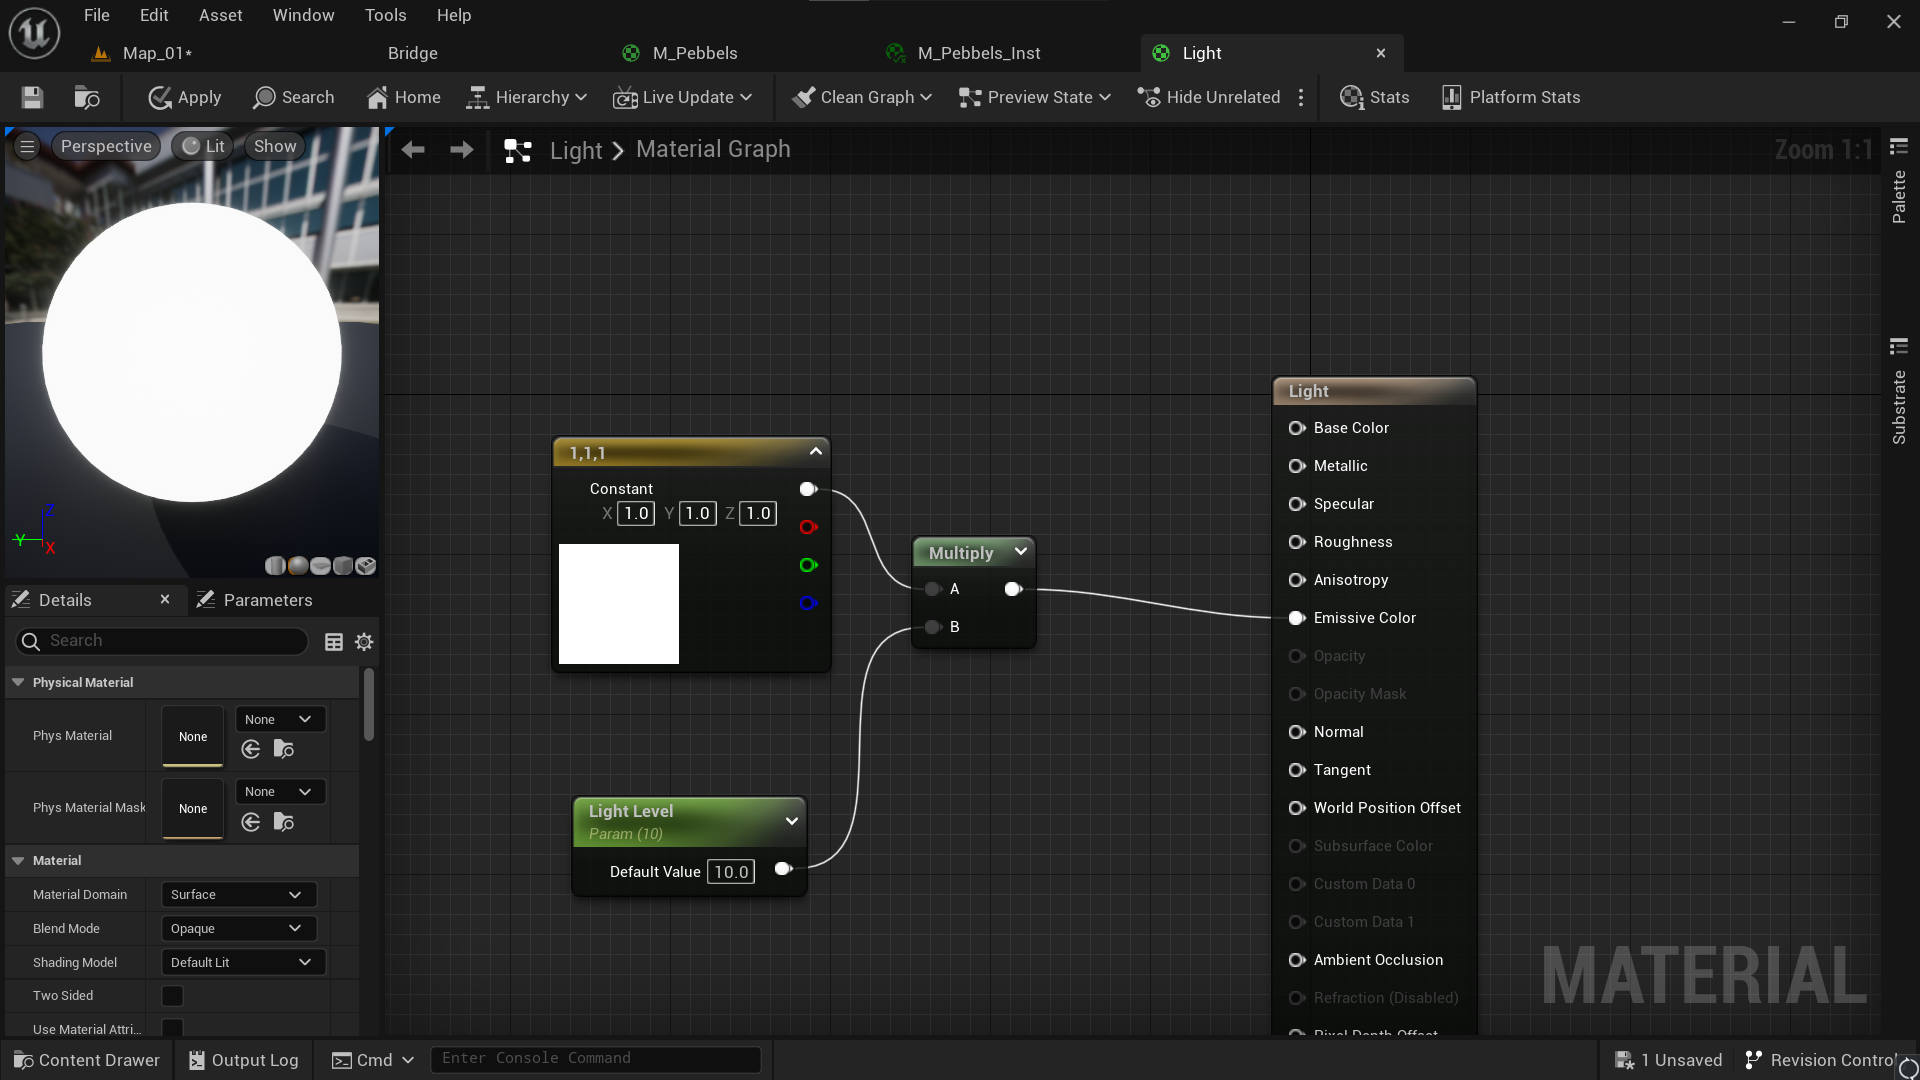 File Edit Asset Window Tools Help
Map_01* Bridge M_Pebbels M_Pebbels_Inst Light
Apply Search Home Hierarchy Live Update Clean Graph Preview State Hide Unrelated Stats Platform Stats
Perspective Lit Show
Light Material Graph Zoom 1:1
Palette
Substrate
Z
Y
X
1,1,1
Constant
X 1.0 Y 1.0 Z 1.0
Multiply
A
B
Light Level
Param (10)
Default Value 10.0
Light
Base Color
Metallic
Specular
Roughness
Anisotropy
Emissive Color
Opacity
Opacity Mask
Normal
Tangent
World Position Offset
Subsurface Color
Custom Data 0
Custom Data 1
Ambient Occlusion
Refraction (Disabled)
Pixel Depth Offset
MATERIAL
Details Parameters
Search
Physical Material
Phys Material None None
Phys Material Mask None None
Material
Material Domain Surface
Blend Mode Opaque
Shading Model Default Lit
Two Sided
Use Material Attri...
Content Drawer Output Log Cmd Enter Console Command 1 Unsaved Revision Control